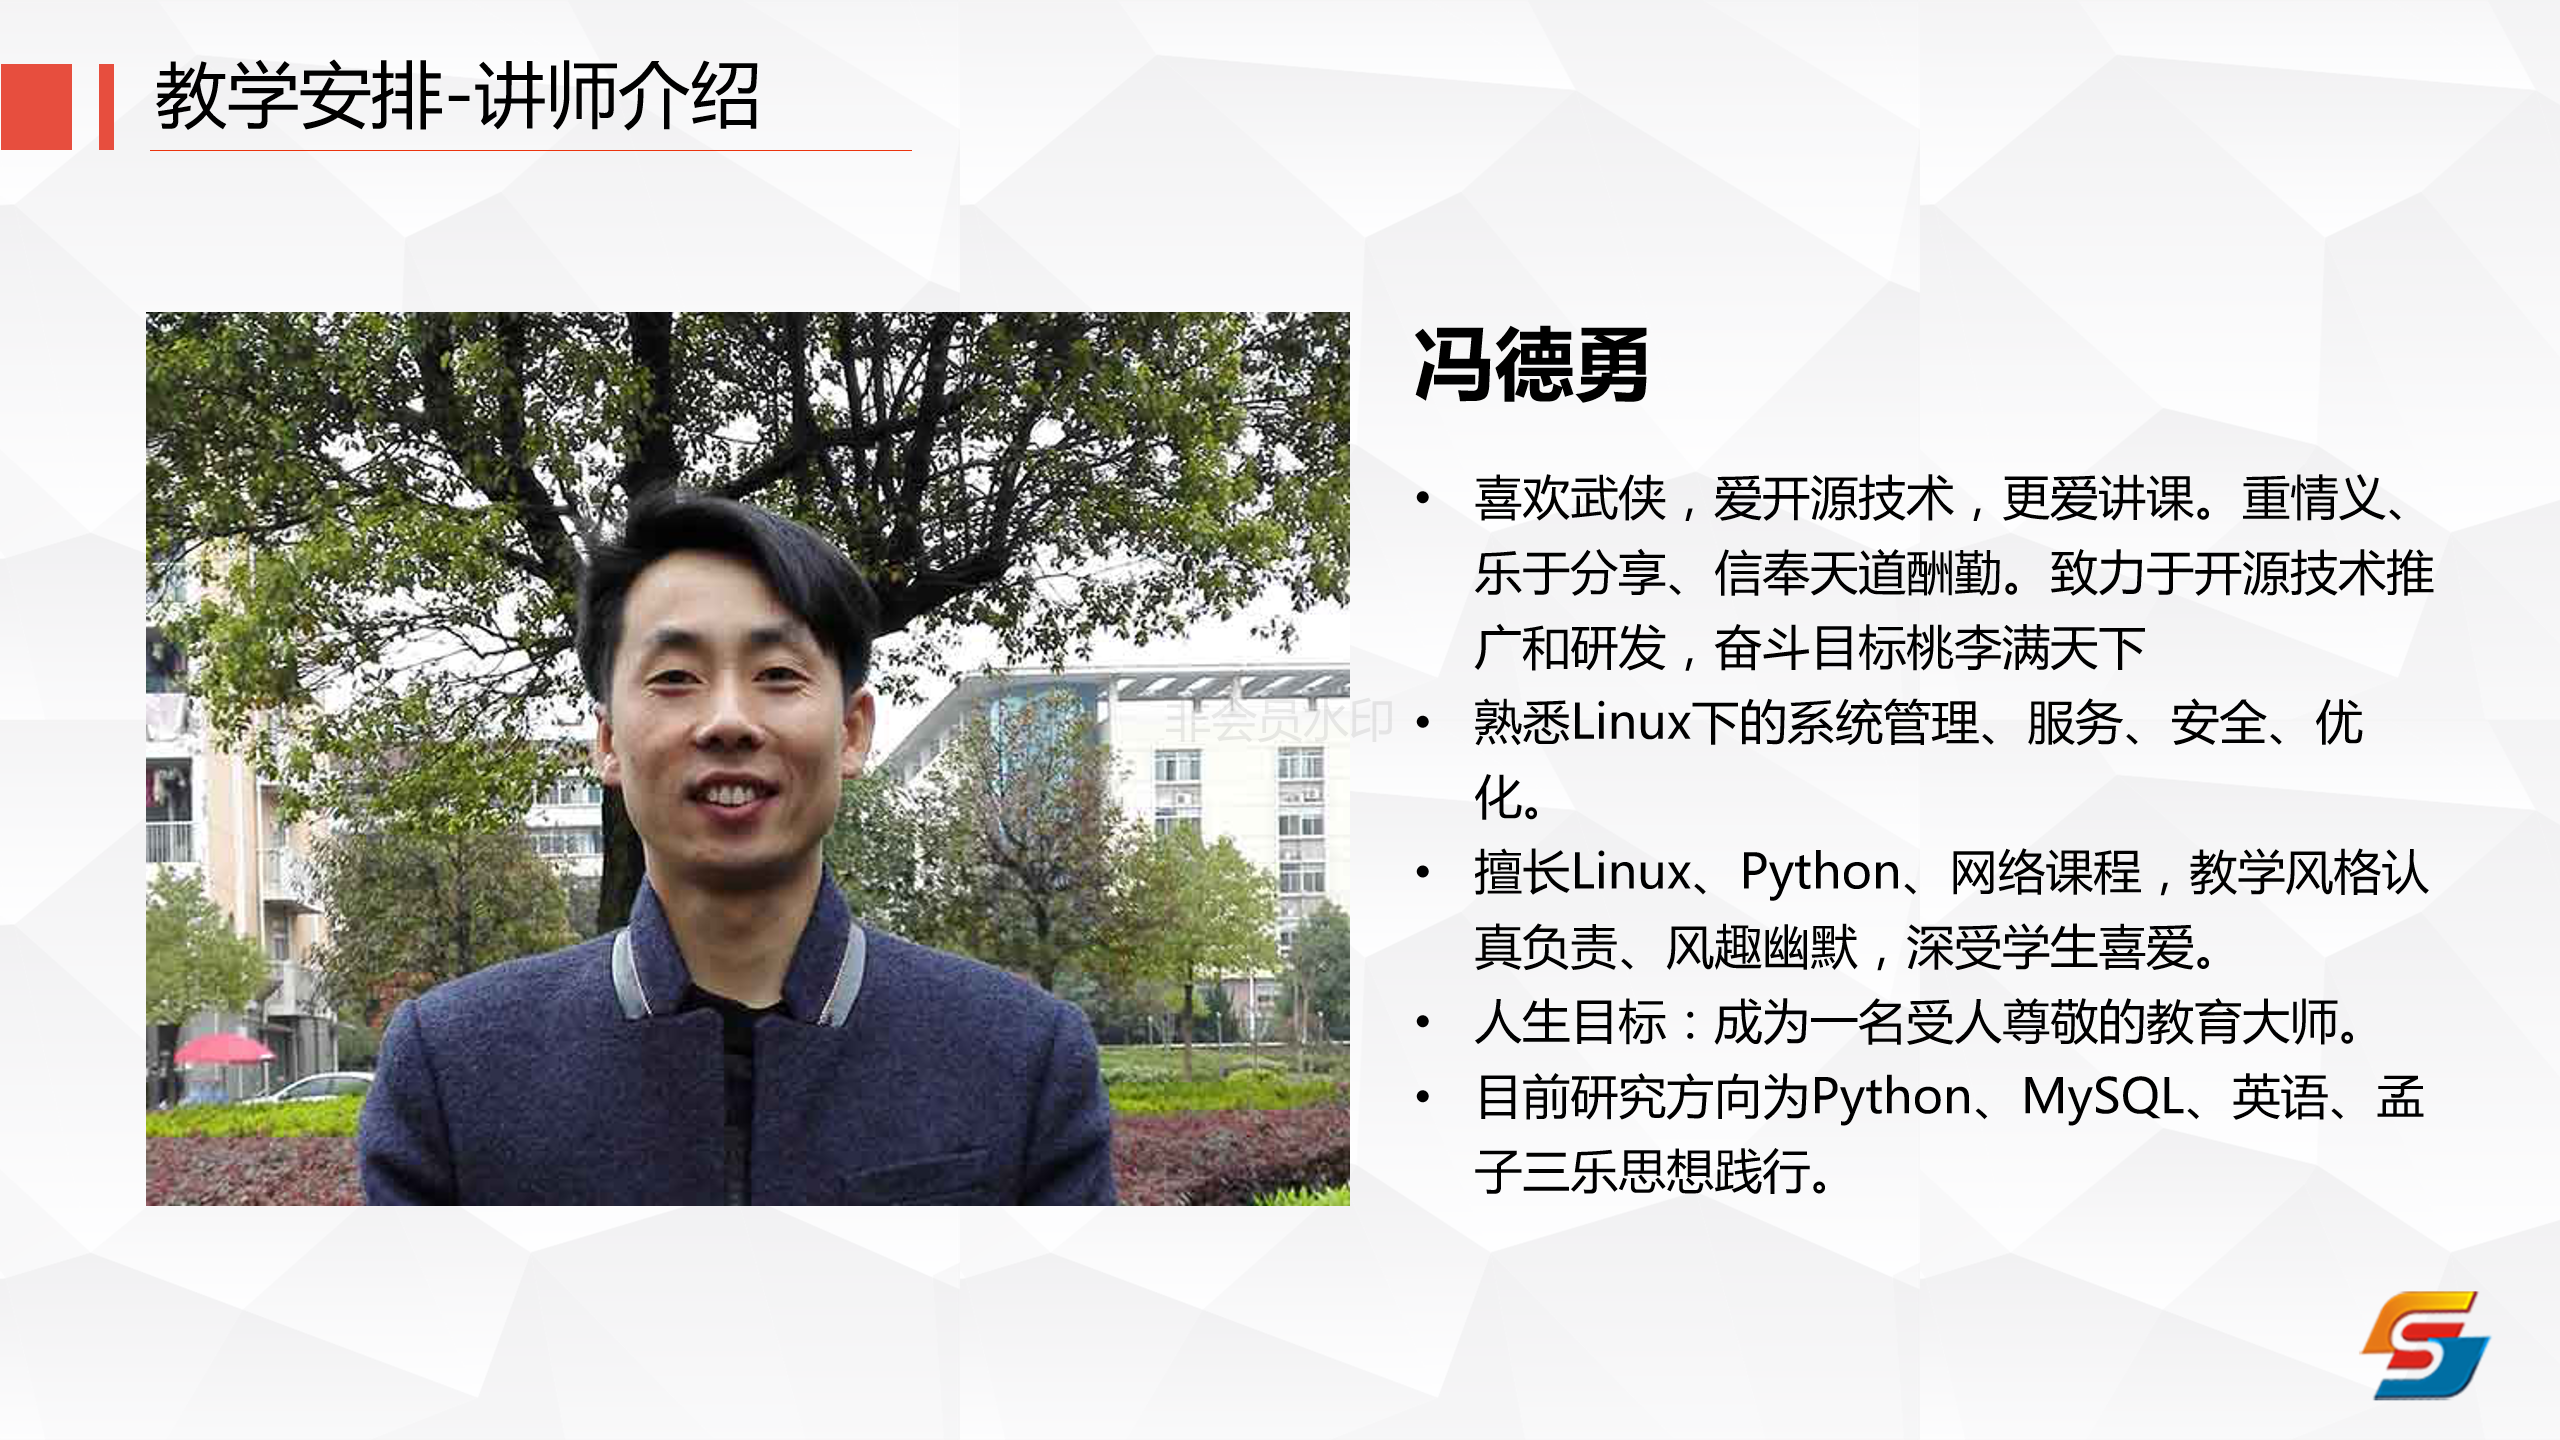 教学安排-讲师介绍
冯德勇
• 喜欢武侠，爱开源技术，更爱讲课。重情义、
乐于分享、信奉天道酬勤。致力于开源技术推
广和研发，奋斗目标桃李满天下
非会员水印
• 熟悉Linux下的系统管理、服务、安全、优
化。
• 擅长Linux、Python、网络课程，教学风格认
真负责、风趣幽默，深受学生喜爱。
• 人生目标：成为一名受人尊敬的教育大师。
• 目前研究方向为Python、MySQL、英语、孟
子三乐思想践行。